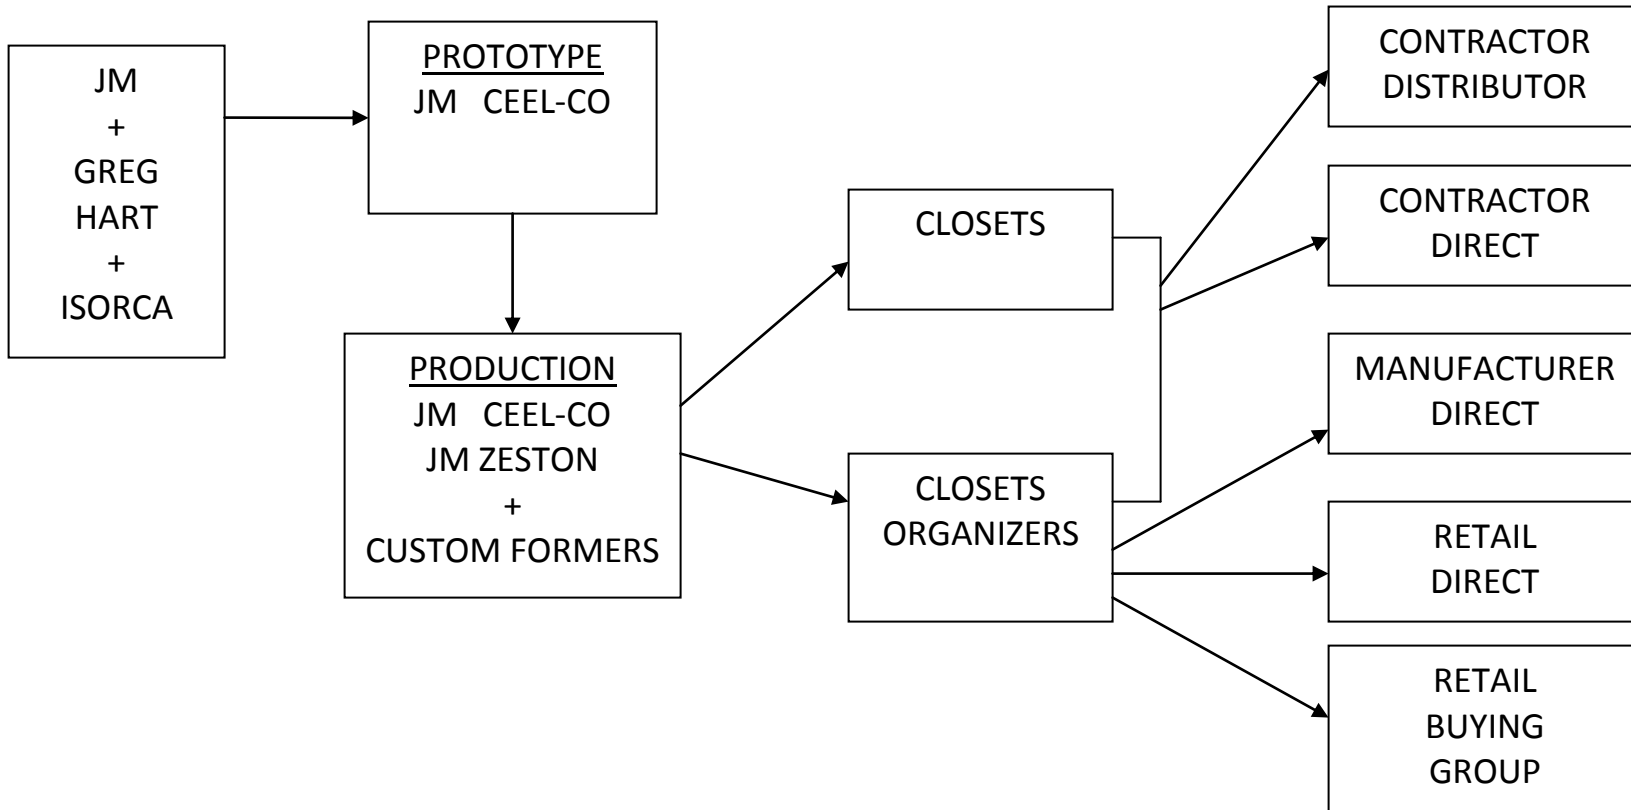 JM
+
GREG
HART
+
ISORCA
PROTOTYPE
JM CEEL-CO
PRODUCTION
JM CEEL-CO
JM ZESTON
+
CUSTOM FORMERS
CLOSETS
CLOSETS
ORGANIZERS
CONTRACTOR
DISTRIBUTOR
CONTRACTOR
DIRECT
MANUFACTURER
DIRECT
RETAIL
DIRECT
RETAIL
BUYING
GROUP